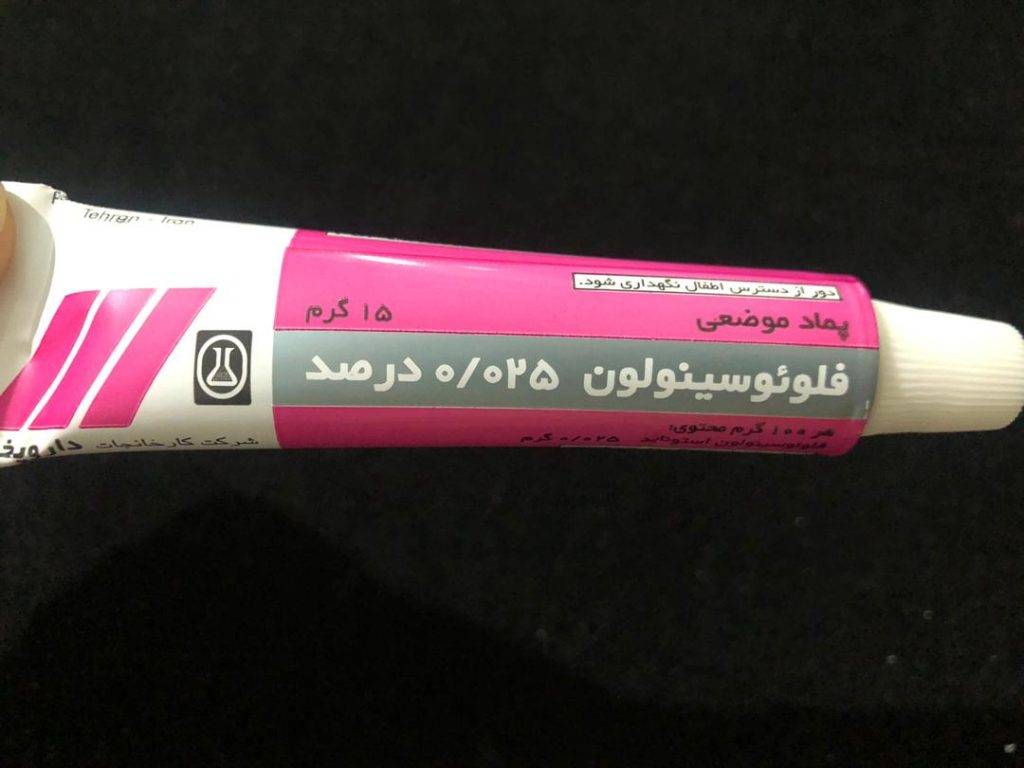 Tehran - Iran
دور از دسترس اطفال نگهداری شود.
پماد موضعی ۱۵ گرم
فلوئوسینولون ۰/۰۲۵ درصد
هر ۱۰۰ گرم محتوی:
فلوئوسینولون استوناید ۰/۰۲۵ گرم
شرکت کارخانجات